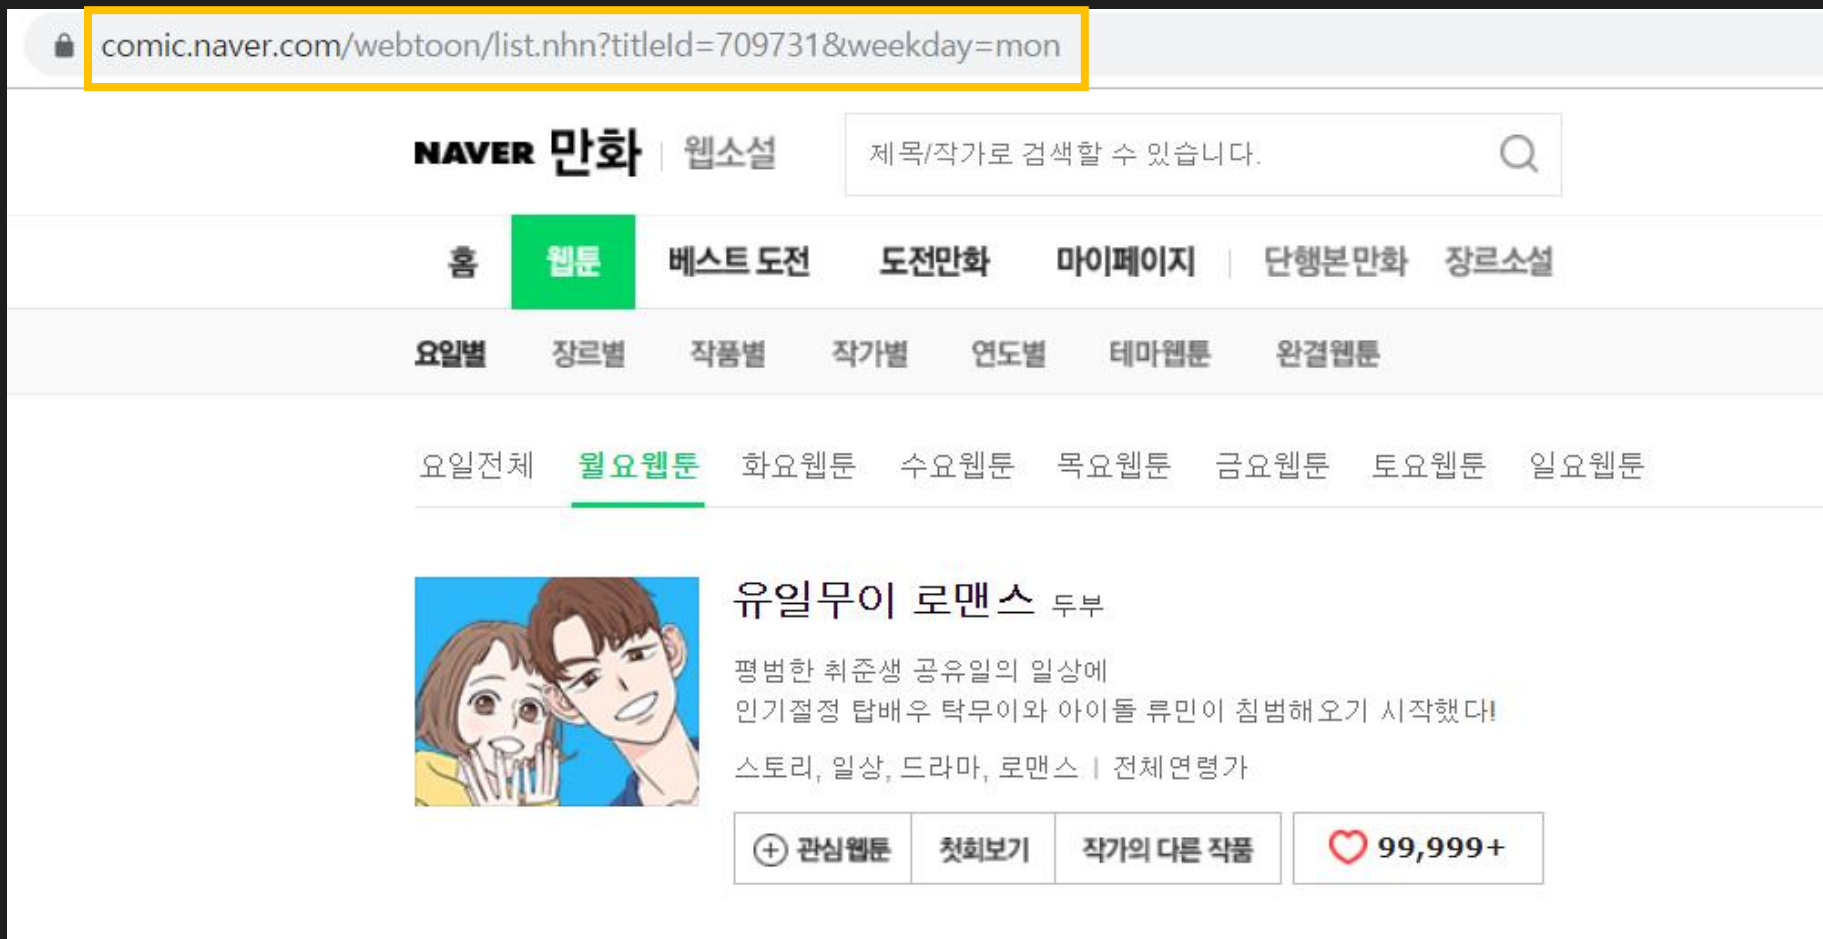 comic.naver.com/webtoon/list.nhn?titleId=709731&weekday=mon
NAVER 만화 웹소설 제목/작가로 검색할 수 있습니다.
홈 웹툰 베스트 도전 도전만화 마이페이지 단행본만화 장르소설
요일별 장르별 작품별 작가별 연도별 테마웹툰 완결웹툰
요일전체 월요웹툰 화요웹툰 수요웹툰 목요웹툰 금요웹툰 토요웹툰 일요웹툰
유일무이 로맨스 두부
평범한 취준생 공유일의 일상에
인기절정 탑배우 탁무이와 아이돌 류민이 침범해오기 시작했다!
스토리, 일상, 드라마, 로맨스 | 전체연령가
관심웹툰 첫회보기 작가의 다른 작품 99,999+